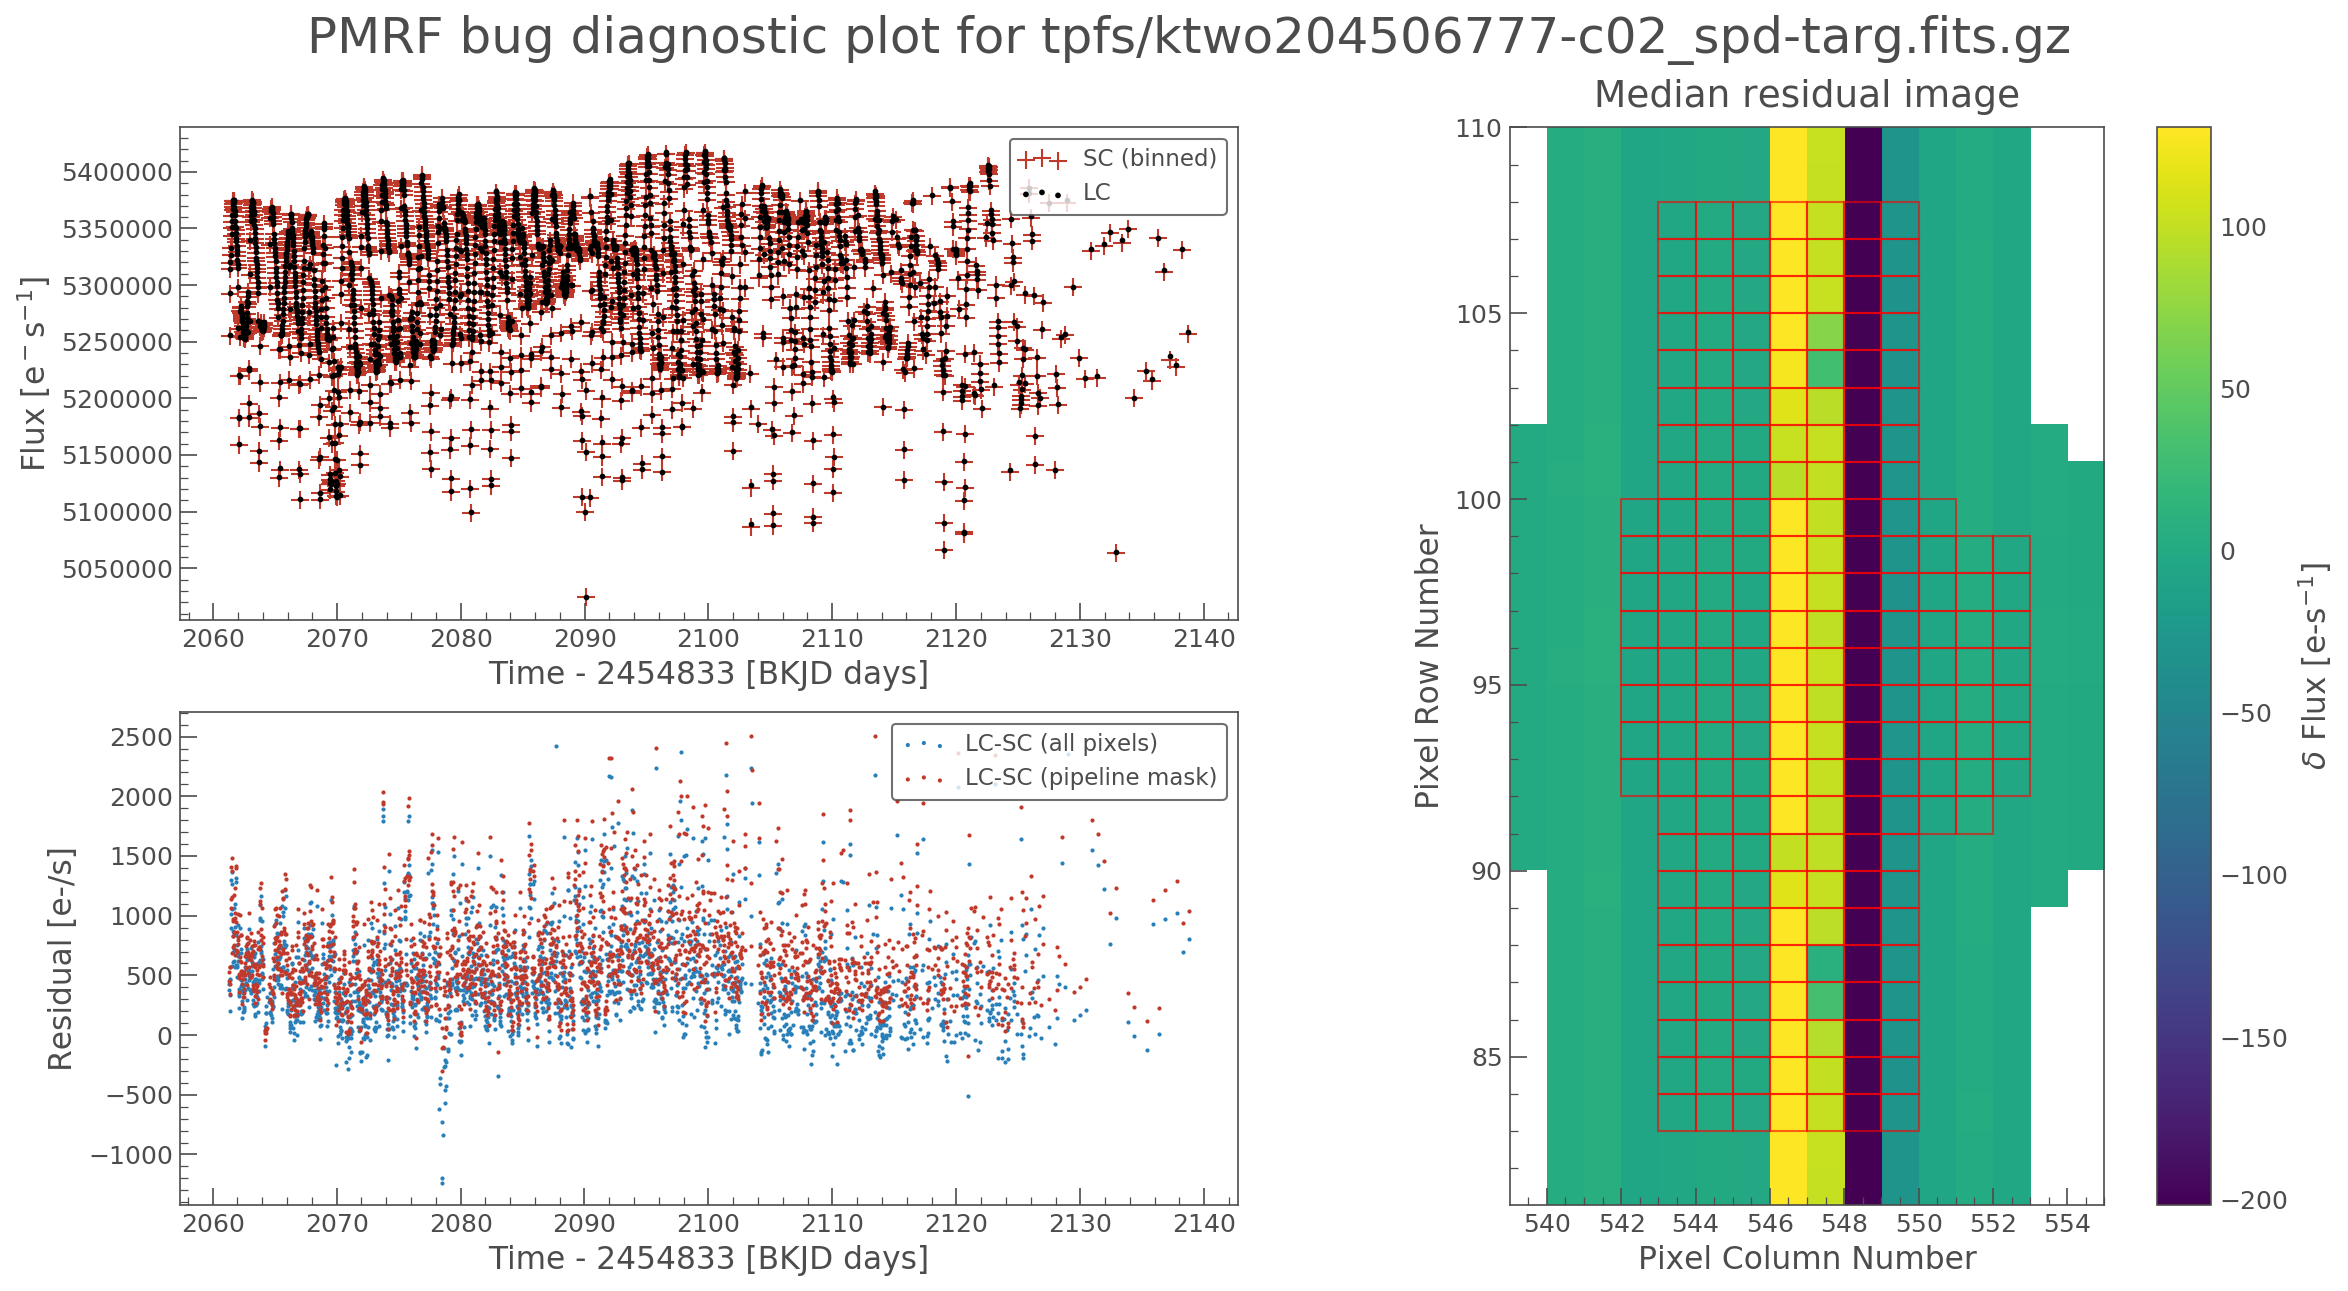 PMRF bug diagnostic plot for tpfs/ktwo204506777-c02_spd-targ.fits.gz
Flux [e⁻ s⁻¹]
5400000
5350000
5300000
5250000
5200000
5150000
5100000
5050000
SC (binned)
LC
2060 2070 2080 2090 2100 2110 2120 2130 2140
Time - 2454833 [BKJD days]
Residual [e-/s]
2500
2000
1500
1000
500
0
−500
−1000
LC-SC (all pixels)
LC-SC (pipeline mask)
2060 2070 2080 2090 2100 2110 2120 2130 2140
Time - 2454833 [BKJD days]
Median residual image
Pixel Row Number
110
105
100
95
90
85
540 542 544 546 548 550 552 554
Pixel Column Number
100
50
0
−50
−100
−150
−200
δ Flux [e-s⁻¹]